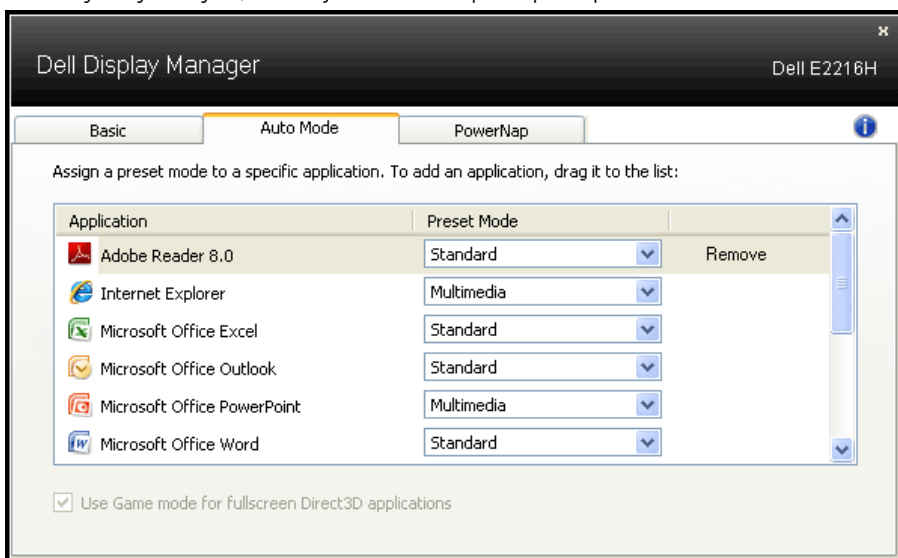 Dell Display Manager
Dell E2216H
Basic Auto Mode PowerNap
Assign a preset mode to a specific application. To add an application, drag it to the list:
Application Preset Mode
Adobe Reader 8.0 Standard Remove
Internet Explorer Multimedia
Microsoft Office Excel Standard
Microsoft Office Outlook Standard
Microsoft Office PowerPoint Multimedia
Microsoft Office Word Standard
Use Game mode for fullscreen Direct3D applications